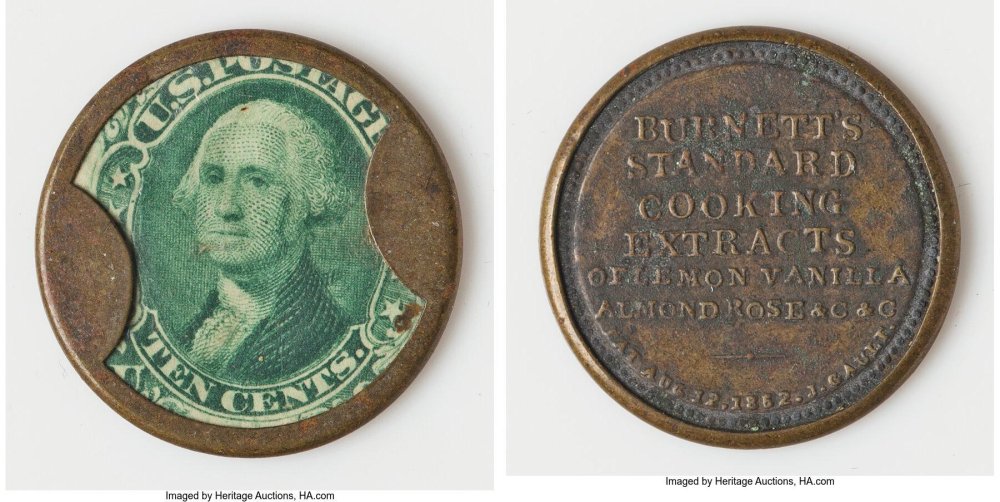 U.S. POSTAGE
TEN CENTS.
Imaged by Heritage Auctions, HA.com
BURNETT'S
STANDARD
COOKING
EXTRACTS
OF LEMON VANILLA
ALMOND ROSE & C & C
PAT. AUG. 12. 1862. J. GAULT.
Imaged by Heritage Auctions, HA.com